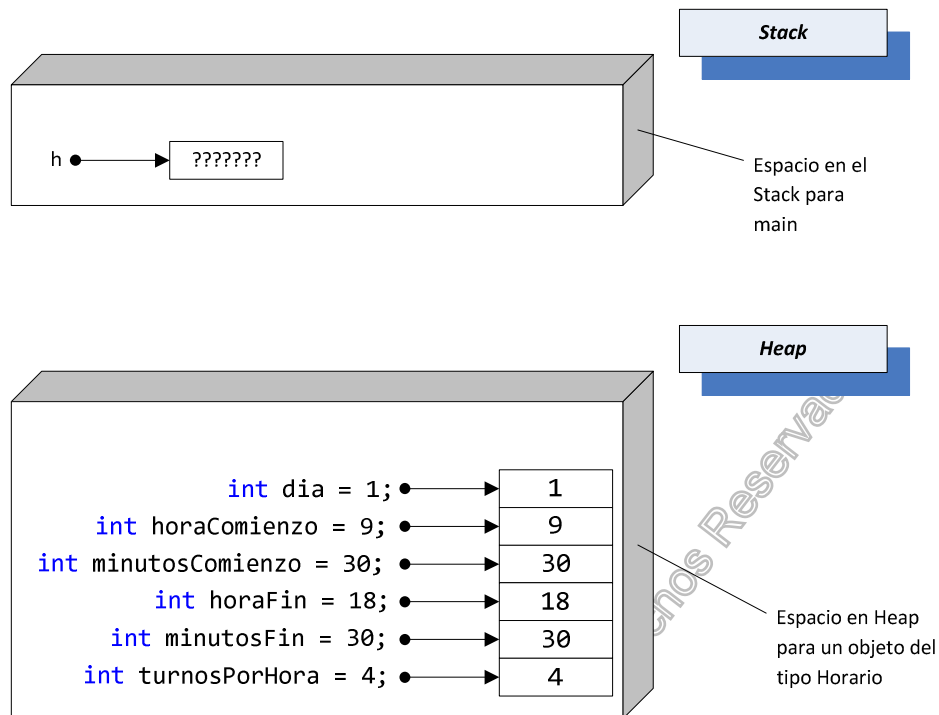 Stack
h
???????
Espacio en el
Stack para
main
Heap
int dia = 1;
1
int horaComienzo = 9;
9
int minutosComienzo = 30;
30
int horaFin = 18;
18
int minutosFin = 30;
30
int turnosPorHora = 4;
4
Espacio en Heap
para un objeto del
tipo Horario